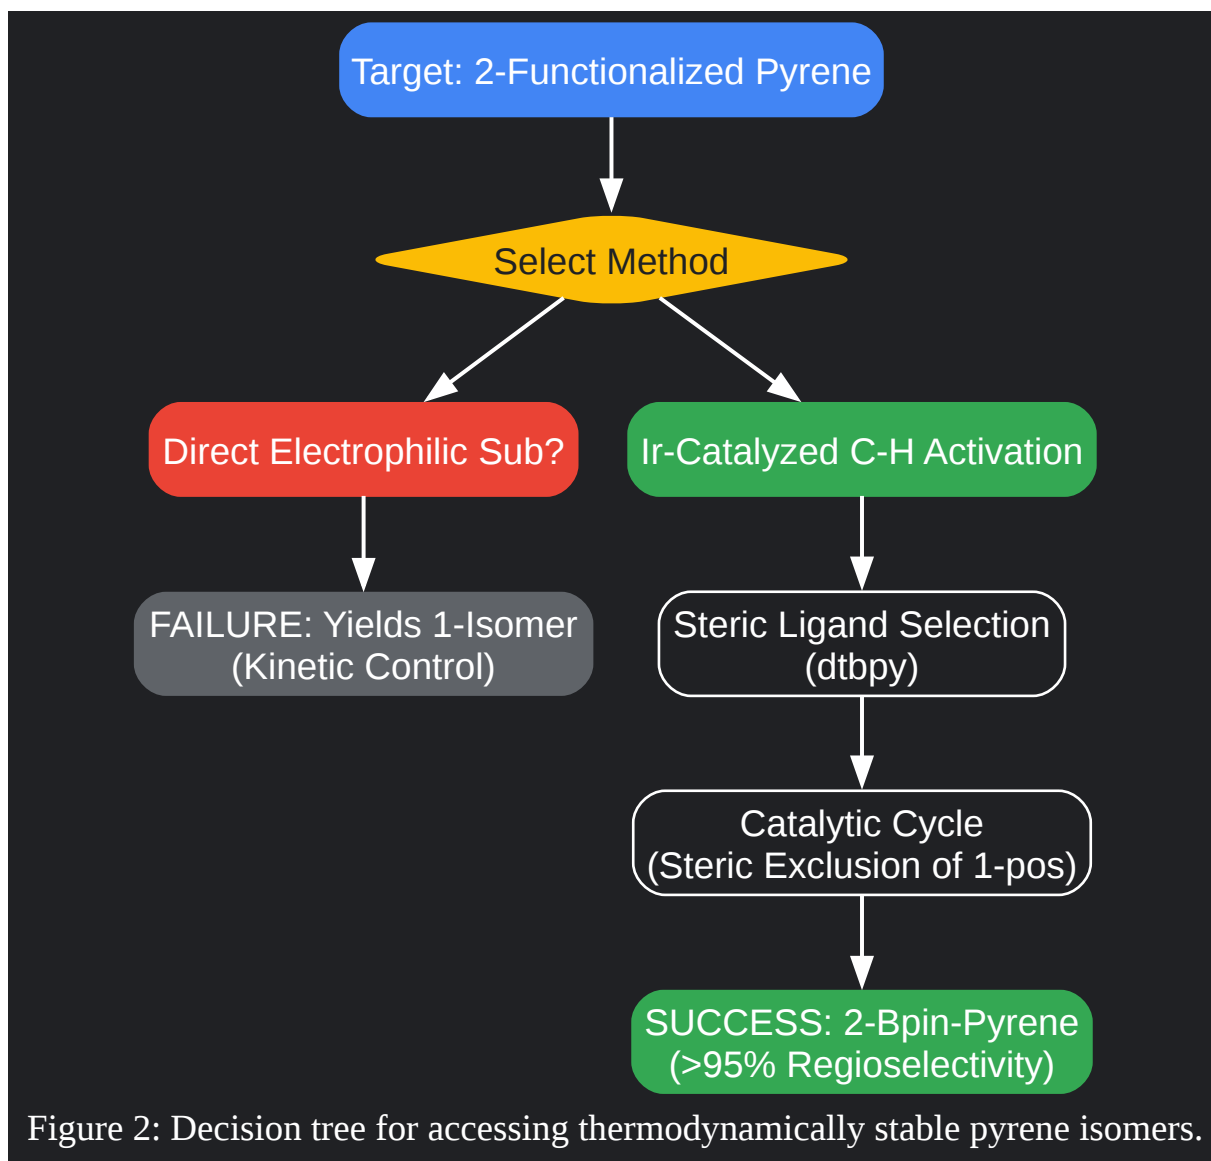 Target: 2-Functionalized Pyrene
Select Method
Direct Electrophilic Sub?
Ir-Catalyzed C-H Activation
FAILURE: Yields 1-Isomer
(Kinetic Control)
Steric Ligand Selection
(dtbpy)
Catalytic Cycle
(Steric Exclusion of 1-pos)
SUCCESS: 2-Bpin-Pyrene
(>95% Regioselectivity)
Figure 2: Decision tree for accessing thermodynamically stable pyrene isomers.